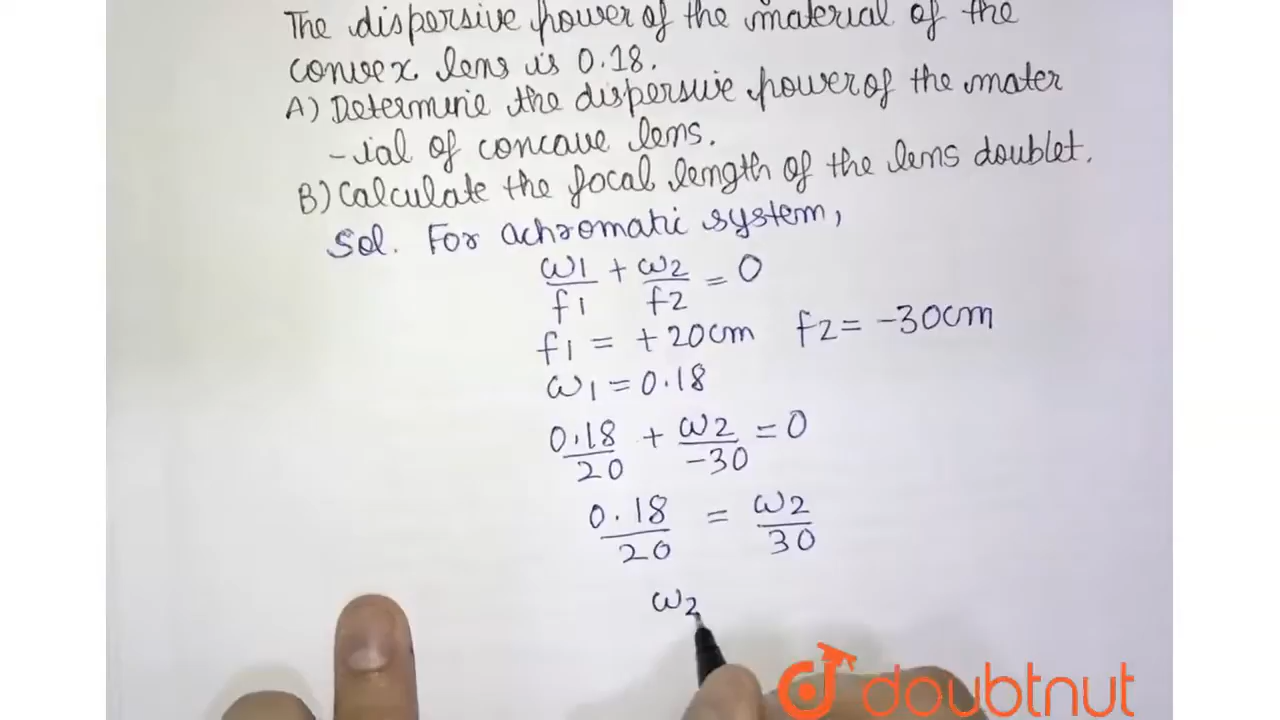 The dispersive power of the material of the
convex lens is 0.18.
A) Determine the dispersive power of the mater
-ial of concave lens.
B) Calculate the focal length of the lens doublet.
Sol. For achromatic system,
ω1/f1 + ω2/f2 = 0
f1 = +20cm f2 = -30cm
ω1 = 0.18
0.18/20 + ω2/-30 = 0
0.18/20 = ω2/30
ω2
doubtnut